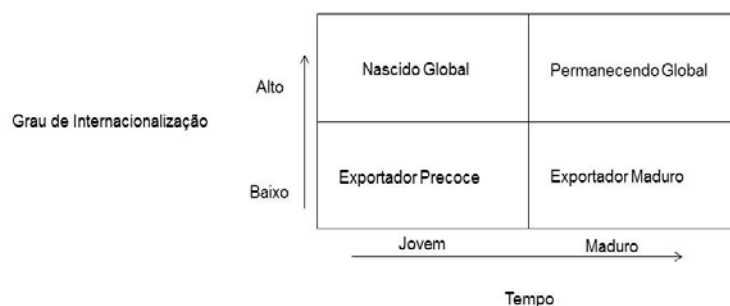 Nascido Global
Permanecendo Global
Alto
Grau de Internacionalização
Exportador Precoce
Exportador Maduro
Baixo
Jovem
Maduro
Tempo